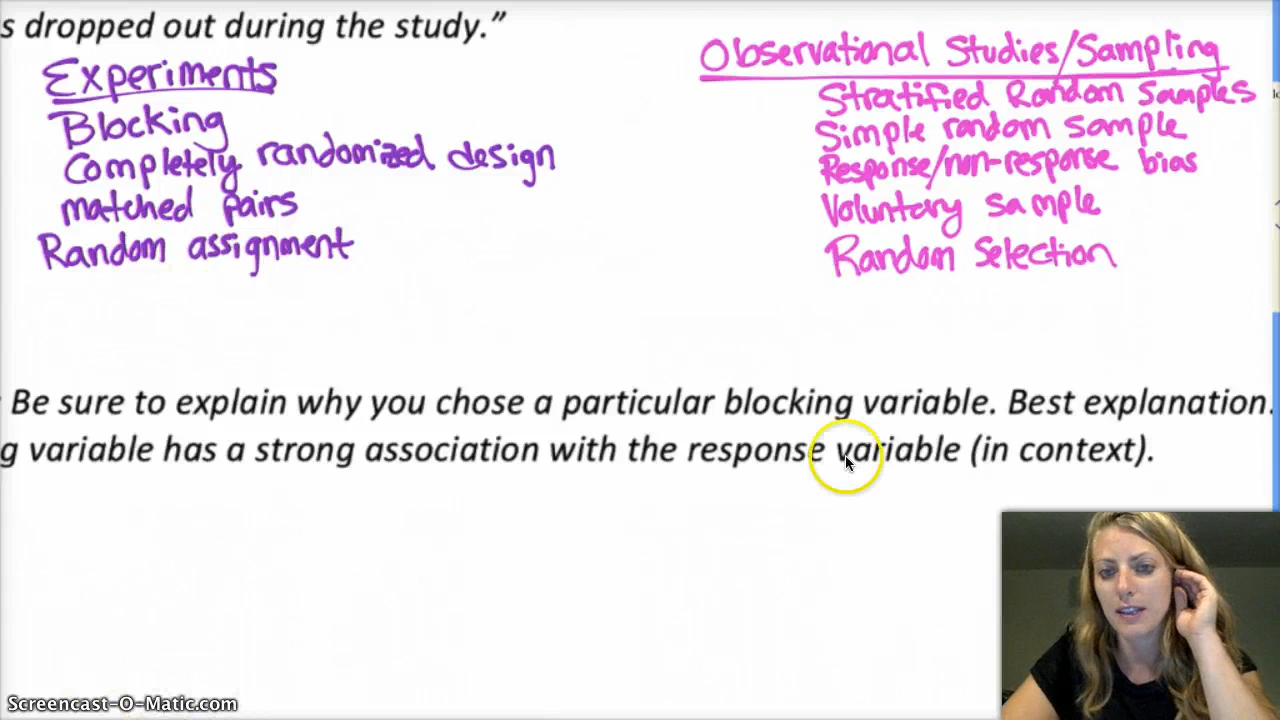 s dropped out during the study.”
Experiments
Blocking
Completely randomized design
matched pairs
Random assignment
Observational Studies/Sampling
Stratified Random Samples
Simple random sample
Response/non-response bias
Voluntary sample
Random Selection
Be sure to explain why you chose a particular blocking variable. Best explanation.
g variable has a strong association with the response variable (in context).
Screencast-O-Matic.com